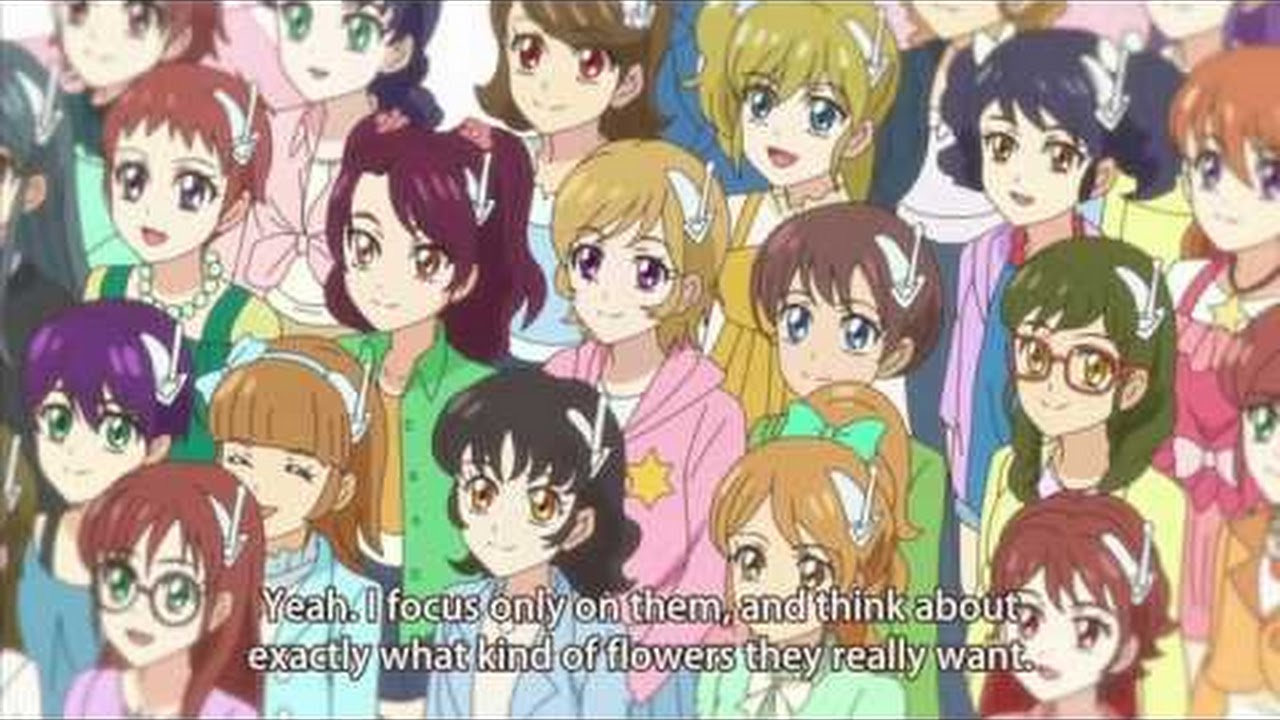 Yeah. I focus only on them, and think about
exactly what kind of flowers they really want.